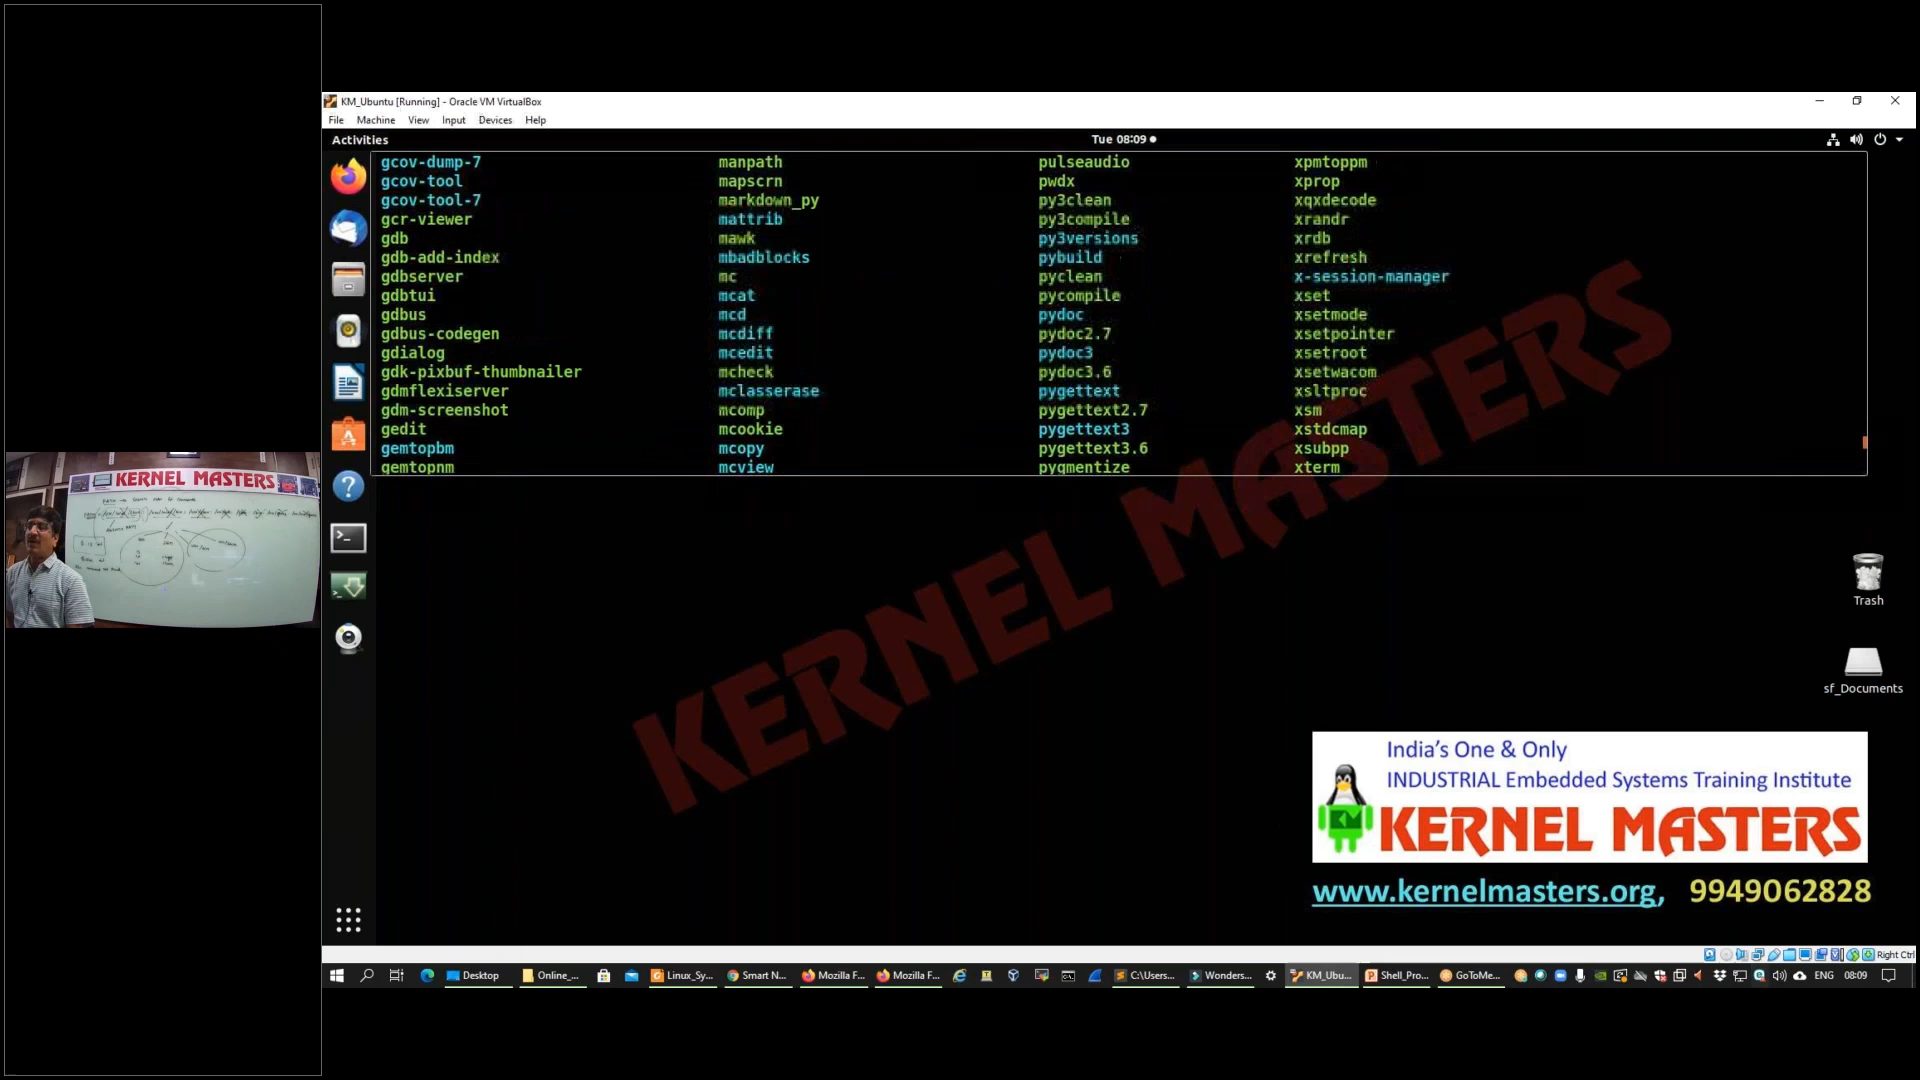 KM_Ubuntu [Running] - Oracle VM VirtualBox
File Machine View Input Devices Help
Activities
Tue 08:09
gcov-dump-7 manpath pulseaudio xpmtoppm
gcov-tool mapscrn pwdx xprop
gcov-tool-7 markdown_py py3clean xqxdecode
gcr-viewer mattrib py3compile xrandr
gdb mawk py3versions xrdb
gdb-add-index mbadblocks pybuild xrefresh
gdbserver mc pyclean x-session-manager
gdbtui mcat pycompile xset
gdbus mcd pydoc xsetmode
gdbus-codegen mcdiff pydoc2.7 xsetpointer
gdialog mcedit pydoc3 xsetroot
gdk-pixbuf-thumbnailer mcheck pydoc3.6 xsetwacom
gdmflexiserver mclasserase pygettext xsltproc
gdm-screenshot mcomp pygettext2.7 xsm
gedit mcookie pygettext3 xstdcmap
gemtopbm mcopy pygettext3.6 xsubpp
gemtopnm mcview pygmentize xterm
KERNEL MASTERS
KERNEL MASTERS
Trash
sf_Documents
India's One & Only
INDUSTRIAL Embedded Systems Training Institute
KERNEL MASTERS
www.kernelmasters.org, 9949062828
Right Ctrl
Desktop Online_... Linux_Sy... Smart N... Mozilla F... Mozilla F... C:\Users... Wonders... KM_Ubu... Shell_Pro... GoToMe... ENG 08:09